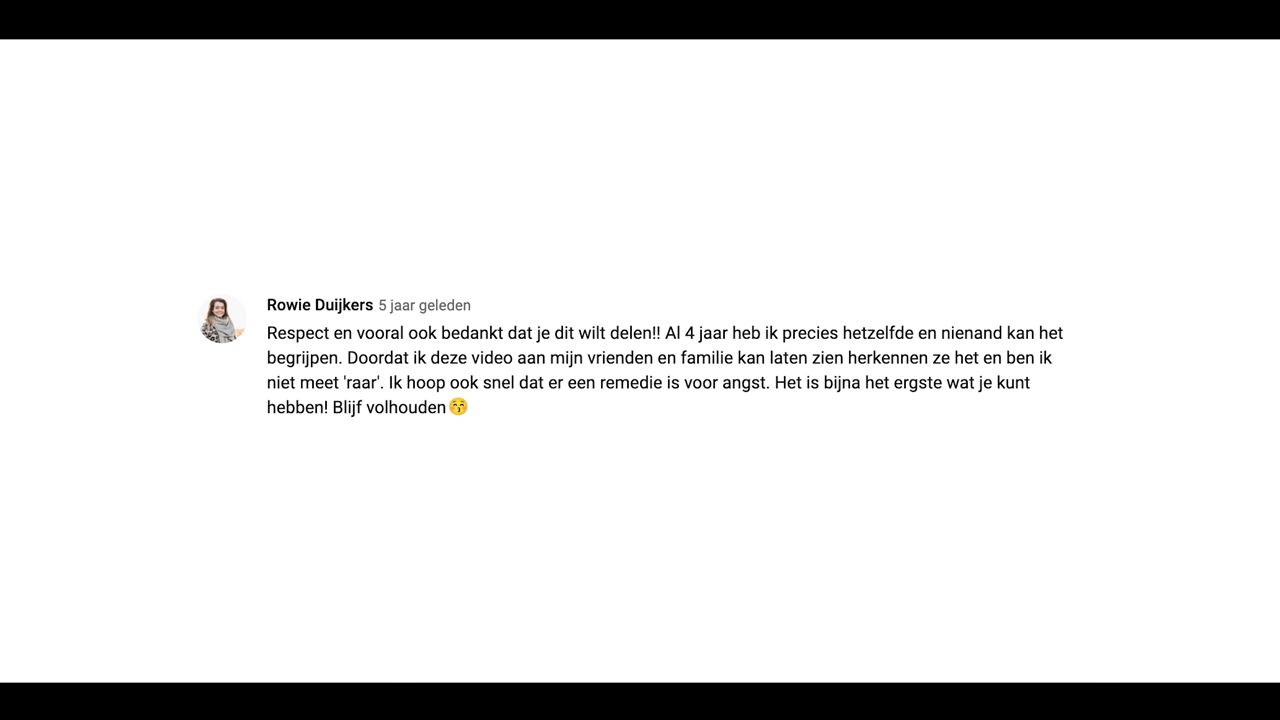 Rowie Duijkers 5 jaar geleden
Respect en vooral ook bedankt dat je dit wilt delen!! Al 4 jaar heb ik precies hetzelfde en nienand kan het
begrijpen. Doordat ik deze video aan mijn vrienden en familie kan laten zien herkennen ze het en ben ik
niet meet 'raar'. Ik hoop ook snel dat er een remedie is voor angst. Het is bijna het ergste wat je kunt
hebben! Blijf volhouden😚